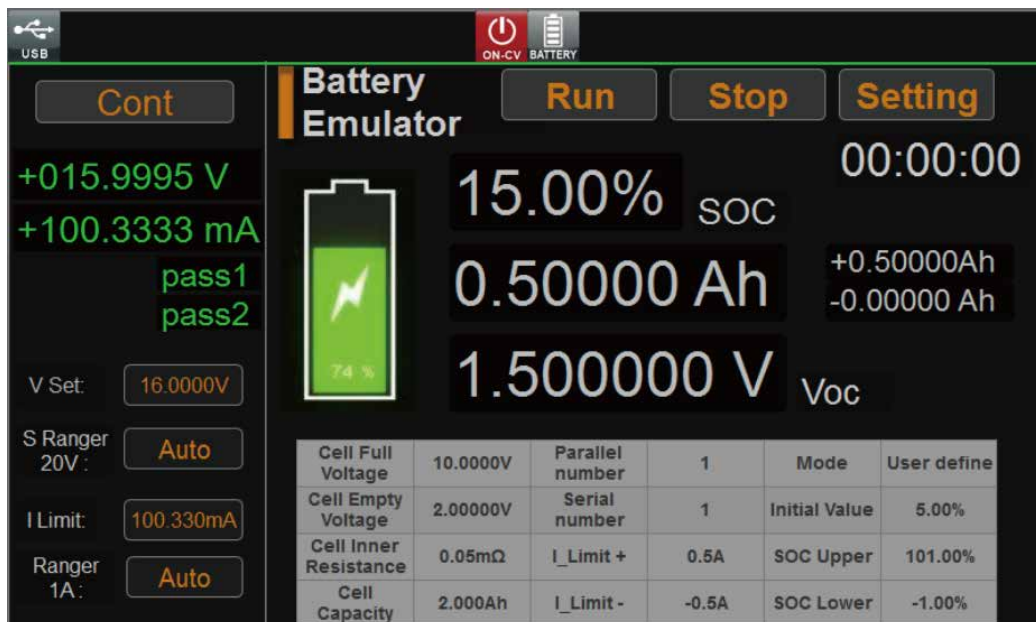 USB
ON-CV BATTERY
Cont
+015.9995 V
+100.3333 mA
pass1
pass2
V Set: 16.0000V
S Ranger
20V : Auto
I Limit: 100.330mA
Ranger
1A : Auto
Battery
Emulator
Run Stop Setting
00:00:00
15.00% SOC
0.50000 Ah
+0.50000Ah
-0.00000 Ah
1.500000 V Voc
74 %
Cell Full
Voltage 10.0000V Parallel
number 1 Mode User define
Cell Empty
Voltage 2.00000V Serial
number 1 Initial Value 5.00%
Cell Inner
Resistance 0.05mΩ I_Limit + 0.5A SOC Upper 101.00%
Cell
Capacity 2.000Ah I_Limit - -0.5A SOC Lower -1.00%